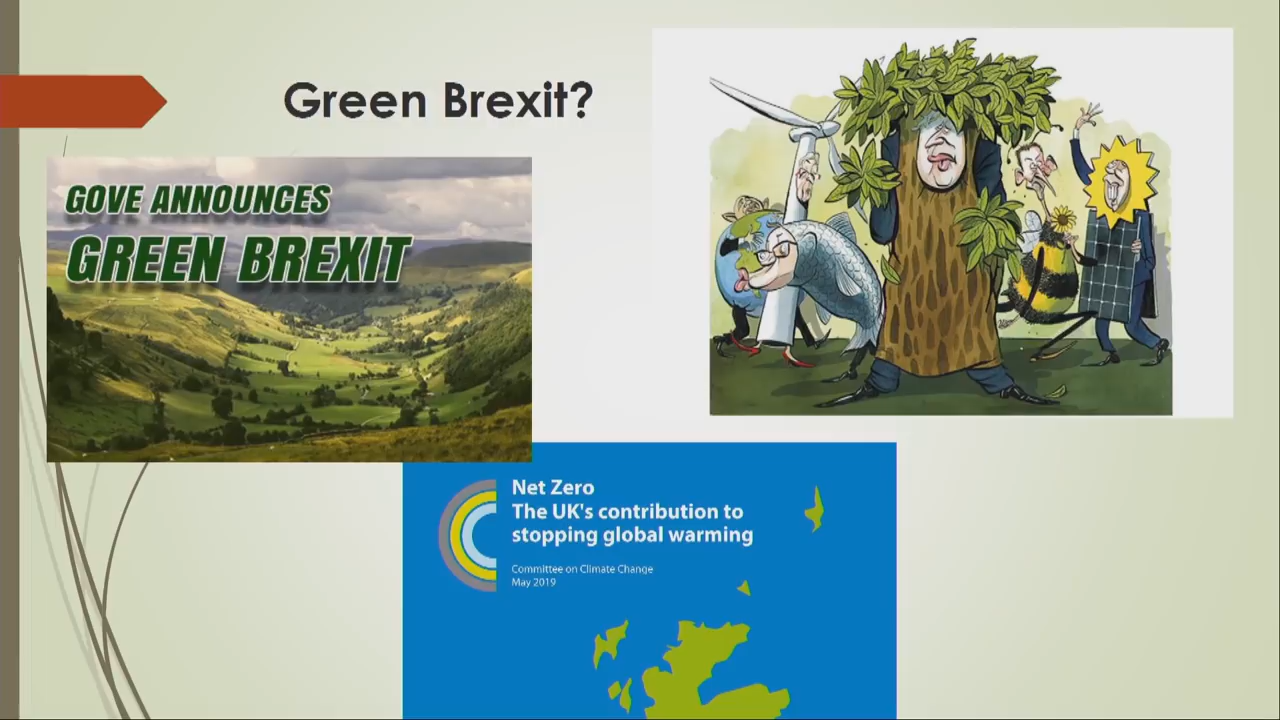 Green Brexit?
GOVE ANNOUNCES
GREEN BREXIT
Net Zero
The UK's contribution to
stopping global warming
Committee on Climate Change
May 2019